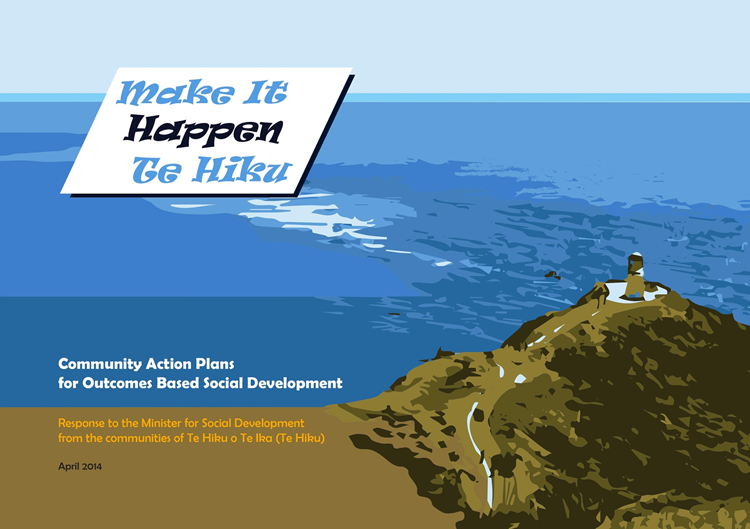 Make It
Happen
Te Hiku
Community Action Plans
for Outcomes Based Social Development
Response to the Minister for Social Development
from the communities of Te Hiku o Te Ika (Te Hiku)
April 2014